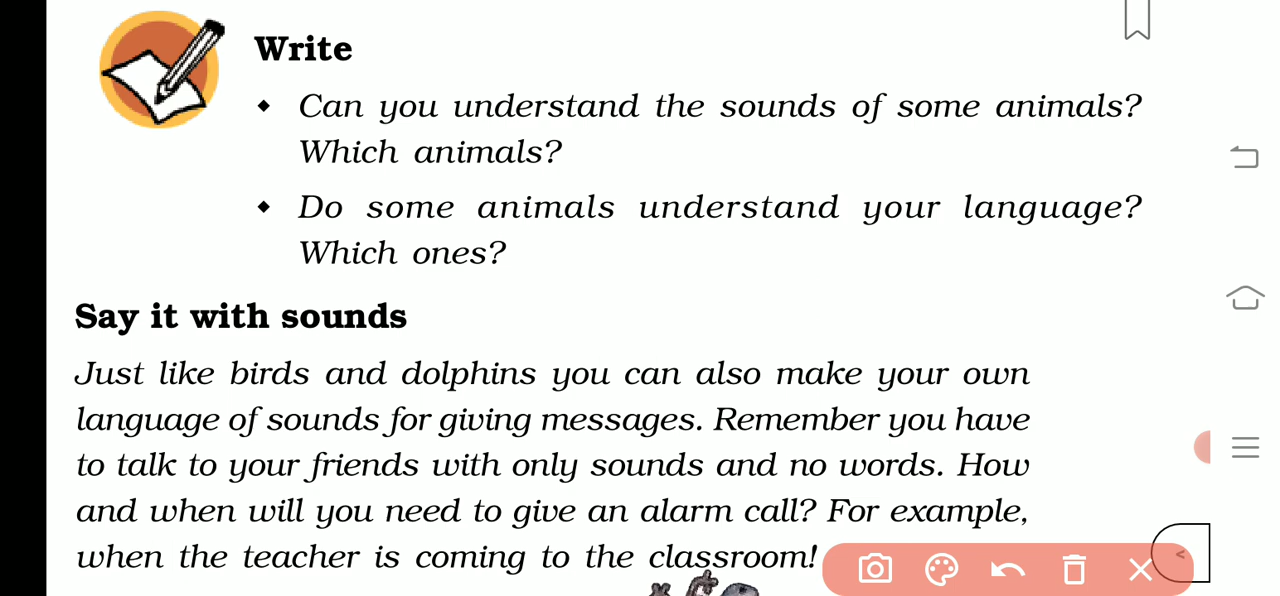 Write
◆ Can you understand the sounds of some animals?
Which animals?
◆ Do some animals understand your language?
Which ones?
Say it with sounds
Just like birds and dolphins you can also make your own
language of sounds for giving messages. Remember you have
to talk to your friends with only sounds and no words. How
and when will you need to give an alarm call? For example,
when the teacher is coming to the classroom!